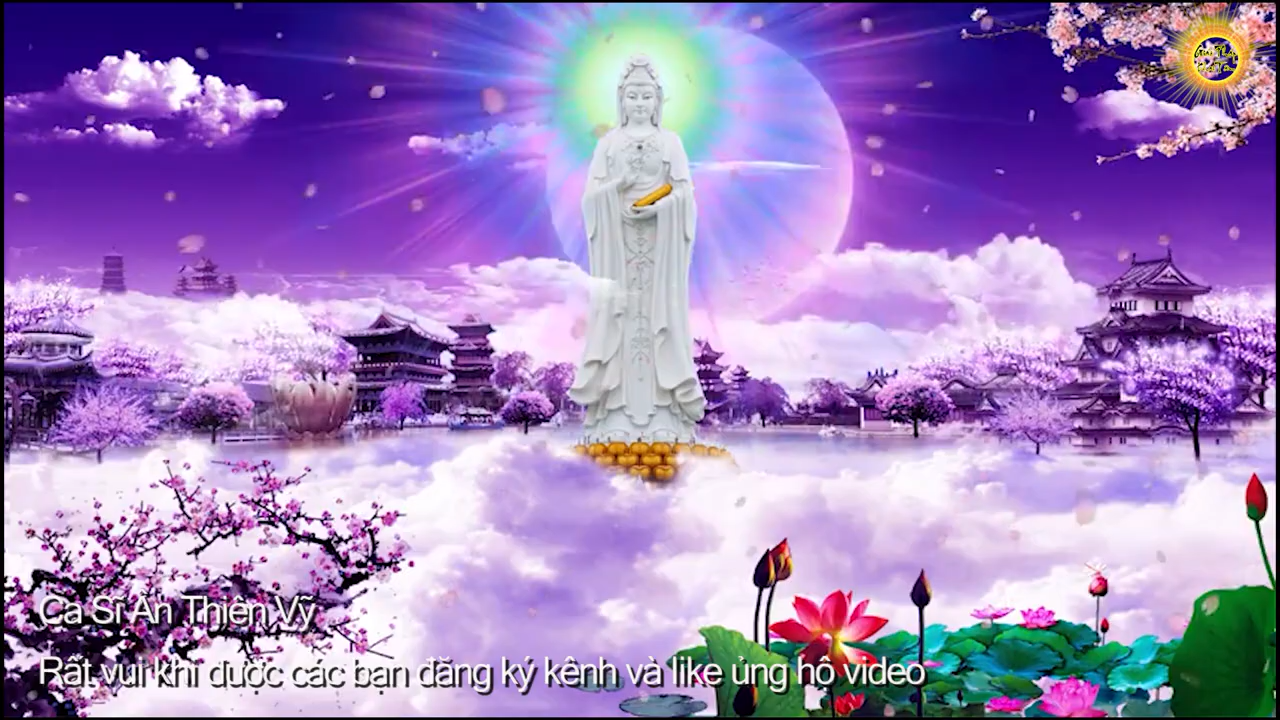 Ca Sĩ Ân Thiên Vỹ
Rất vui khi được các bạn đăng ký kênh và like ủng hộ video